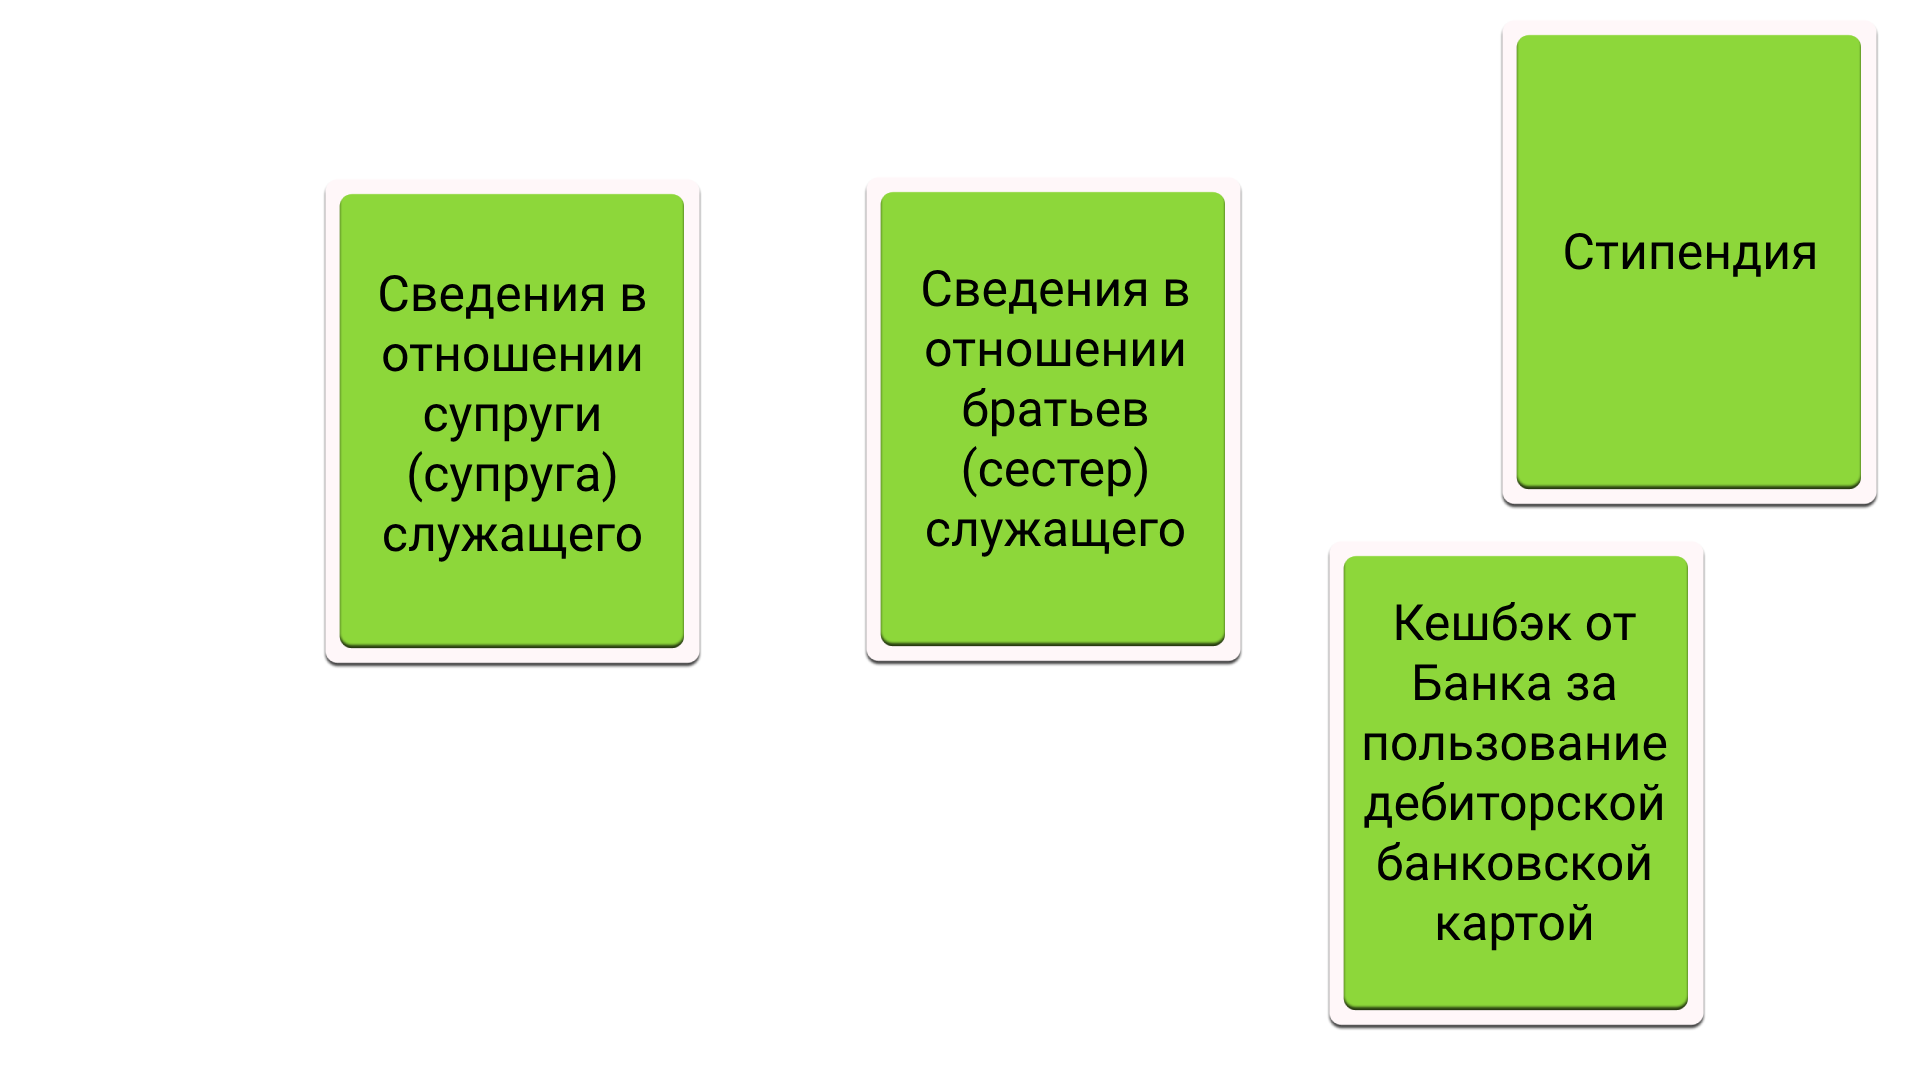 Сведения в
отношении
супруги
(супруга)
служащего
Сведения в
отношении
братьев
(сестер)
служащего
Стипендия
Кешбэк от
Банка за
пользование
дебиторской
банковской
картой